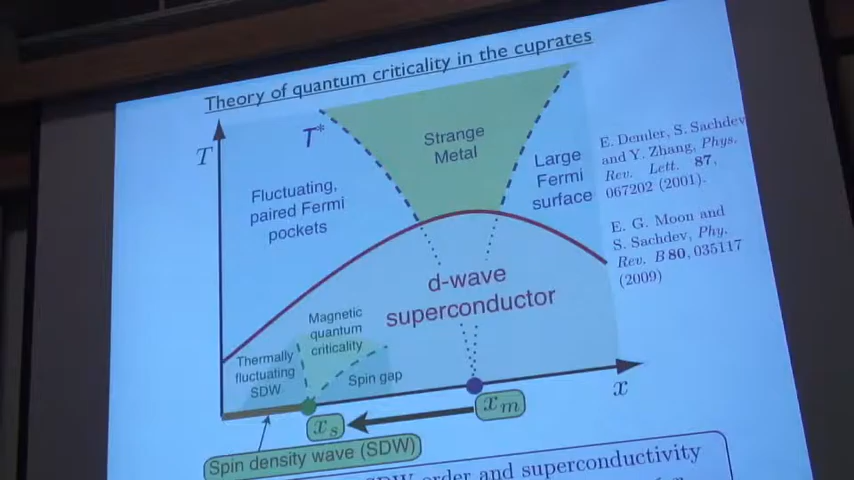 Theory of quantum criticality in the cuprates
T
T*
Strange
Metal
Large
Fermi
surface
Fluctuating,
paired Fermi
pockets
E. Demler, S. Sachdev
and Y. Zhang, Phys.
Rev. Lett. 87,
067202 (2001).
E. G. Moon and
S. Sachdev, Phy.
Rev. B 80, 035117
(2009)
d-wave
superconductor
Magnetic
quantum
criticality
Thermally
fluctuating
SDW
Spin gap
x
x_s
x_m
Spin density wave (SDW)
SDW order and superconductivity